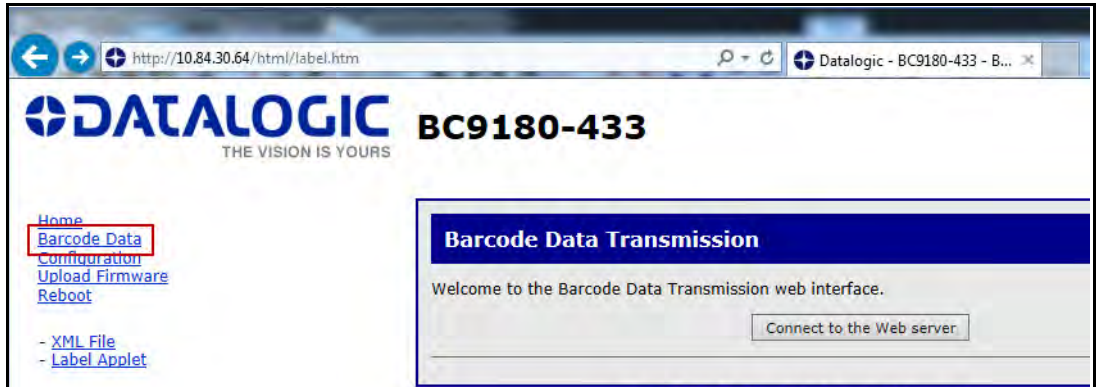 http://10.84.30.64/html/label.htm
Datalogic - BC9180-433 - B...
DATALOGIC
THE VISION IS YOURS
BC9180-433
Home
Barcode Data
Configuration
Upload Firmware
Reboot
- XML File
- Label Applet
Barcode Data Transmission
Welcome to the Barcode Data Transmission web interface.
Connect to the Web server